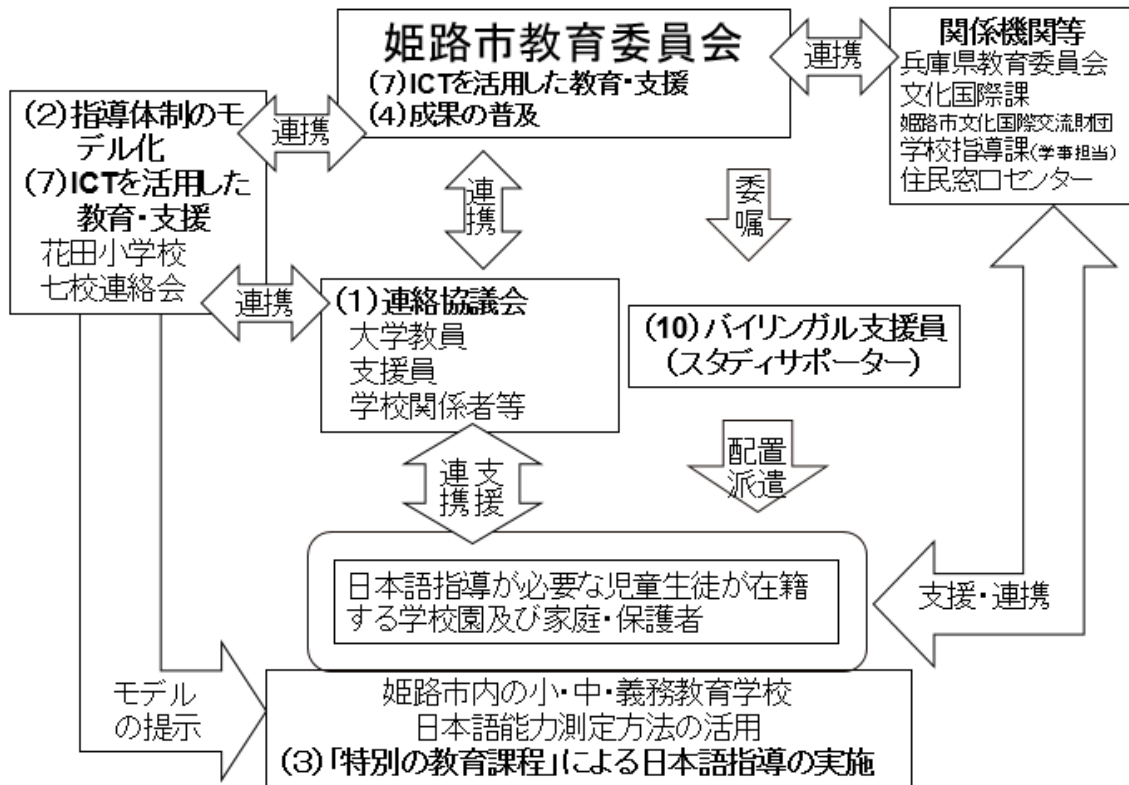 姫路市教育委員会
(7)ICTを活用した教育・支援
(4)成果の普及
連携
関係機関等
兵庫県教育委員会
文化国際課
姫路市文化国際交流財団
学校指導課(学事担当)
住民窓口センター
(2)指導体制のモ
デル化
(7)ICTを活用した
教育・支援
花田小学校
七校連絡会
連携
連携
委嘱
連携
(1)連絡協議会
大学教員
支援員
学校関係者等
(10)バイリンガル支援員
(スタディサポーター)
連携
支援
配置
派遣
日本語指導が必要な児童生徒が在籍
する学校園及び家庭・保護者
支援・連携
モデル
の提示
姫路市内の小・中・義務教育学校
日本語能力測定方法の活用
(3)「特別の教育課程」による日本語指導の実施